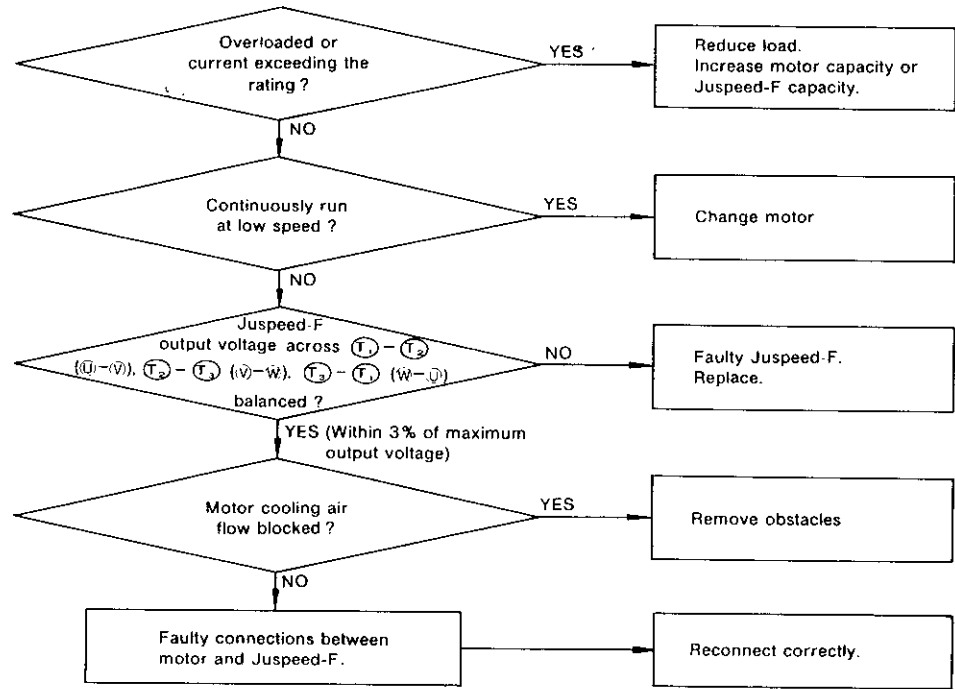 Overloaded or
current exceeding the
rating ?
YES
Reduce load.
Increase motor capacity or
Juspeed-F capacity.
NO
Continuously run
at low speed ?
YES
Change motor
NO
Juspeed-F
output voltage across (T₁) – (T₂)
((U)–(V)), (T₂) – (T₃) ((V)–(W)), (T₃) – (T₁) ((W)–(U))
balanced ?
NO
Faulty Juspeed-F.
Replace.
YES (Within 3% of maximum
output voltage)
Motor cooling air
flow blocked ?
YES
Remove obstacles
NO
Faulty connections between
motor and Juspeed-F.
Reconnect correctly.